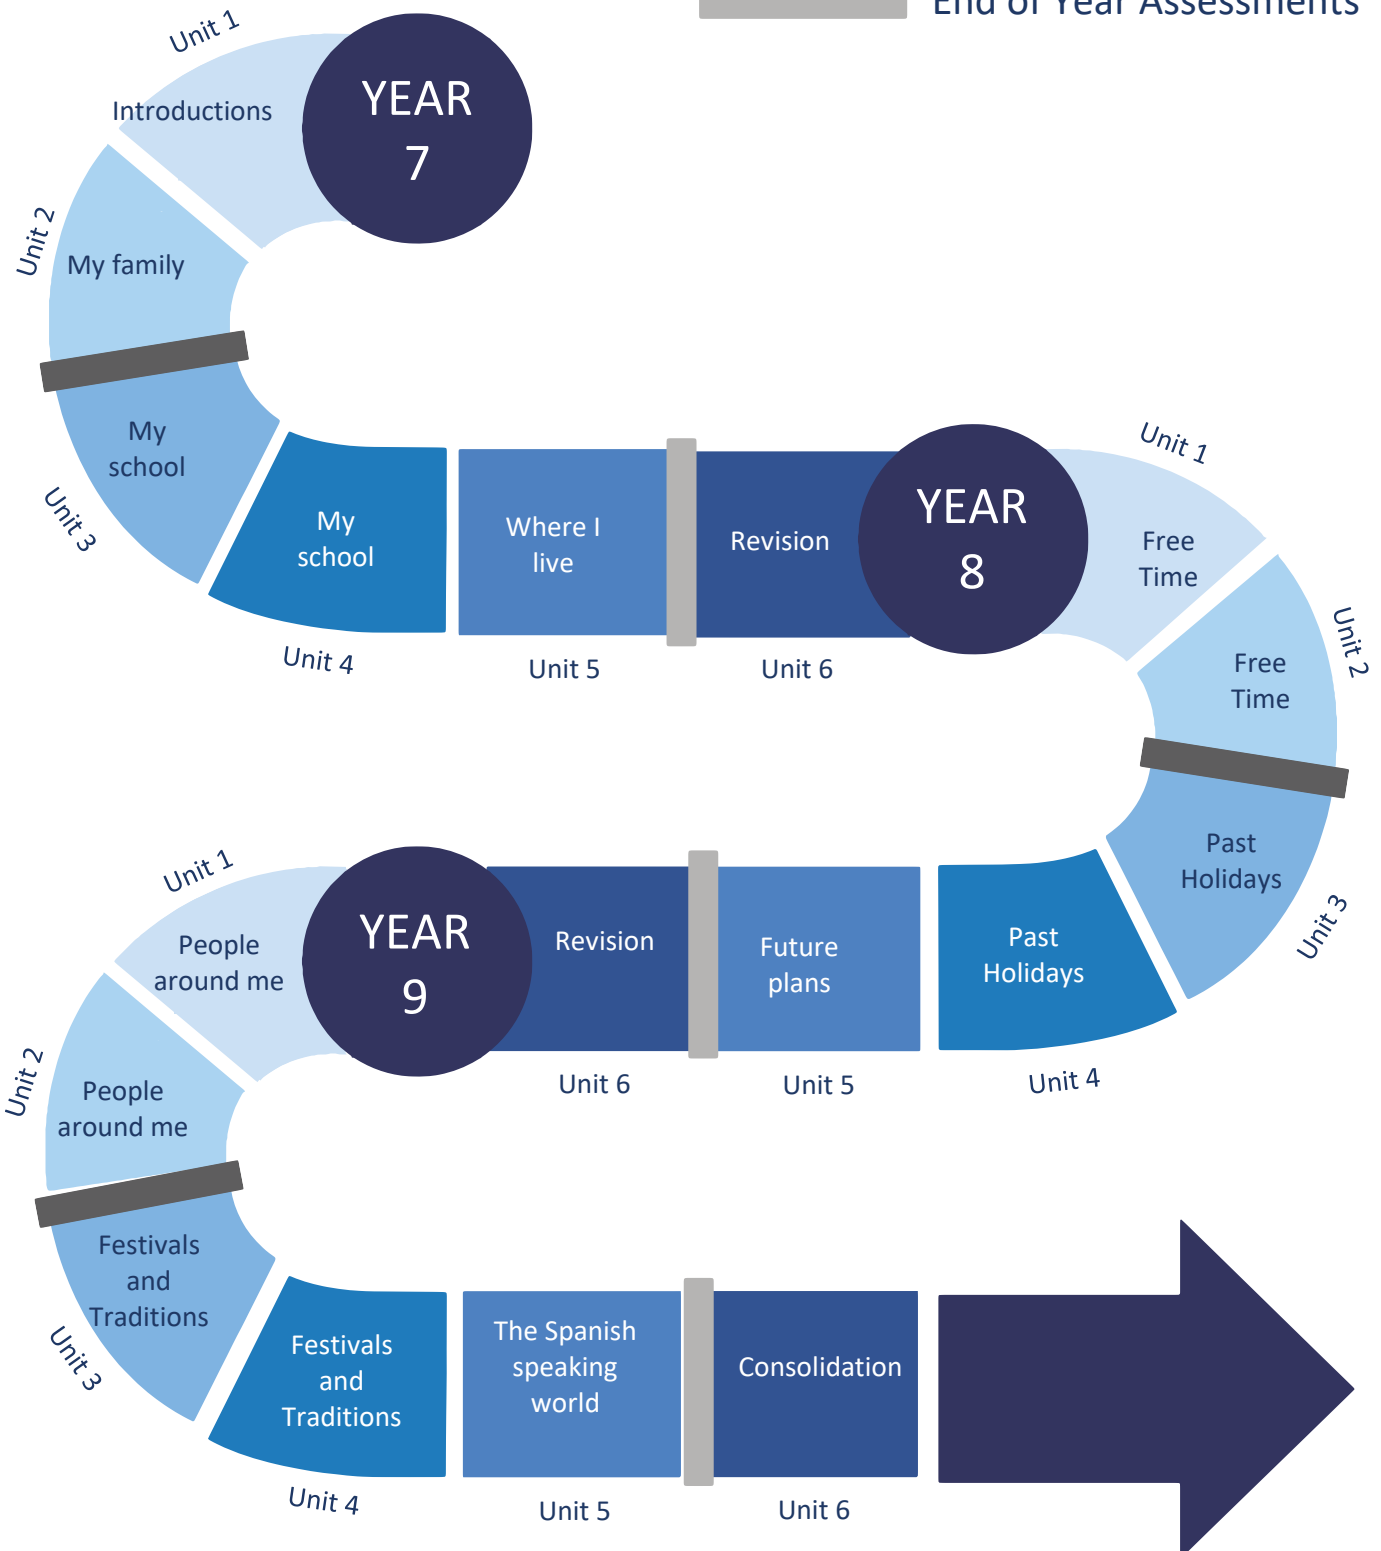 End of Year Assessments
YEAR
7
Unit 1
Introductions
Unit 2
My family
My
school
Unit 3
My
school
Unit 4
Where I
live
Unit 5
Revision
Unit 6
YEAR
8
Unit 1
Free
Time
Unit 2
Free
Time
Past
Holidays
Unit 3
Past
Holidays
Unit 4
Future
plans
Unit 5
Revision
Unit 6
YEAR
9
Unit 1
People
around me
Unit 2
People
around me
Festivals
and
Traditions
Unit 3
Festivals
and
Traditions
Unit 4
The Spanish
speaking
world
Unit 5
Consolidation
Unit 6